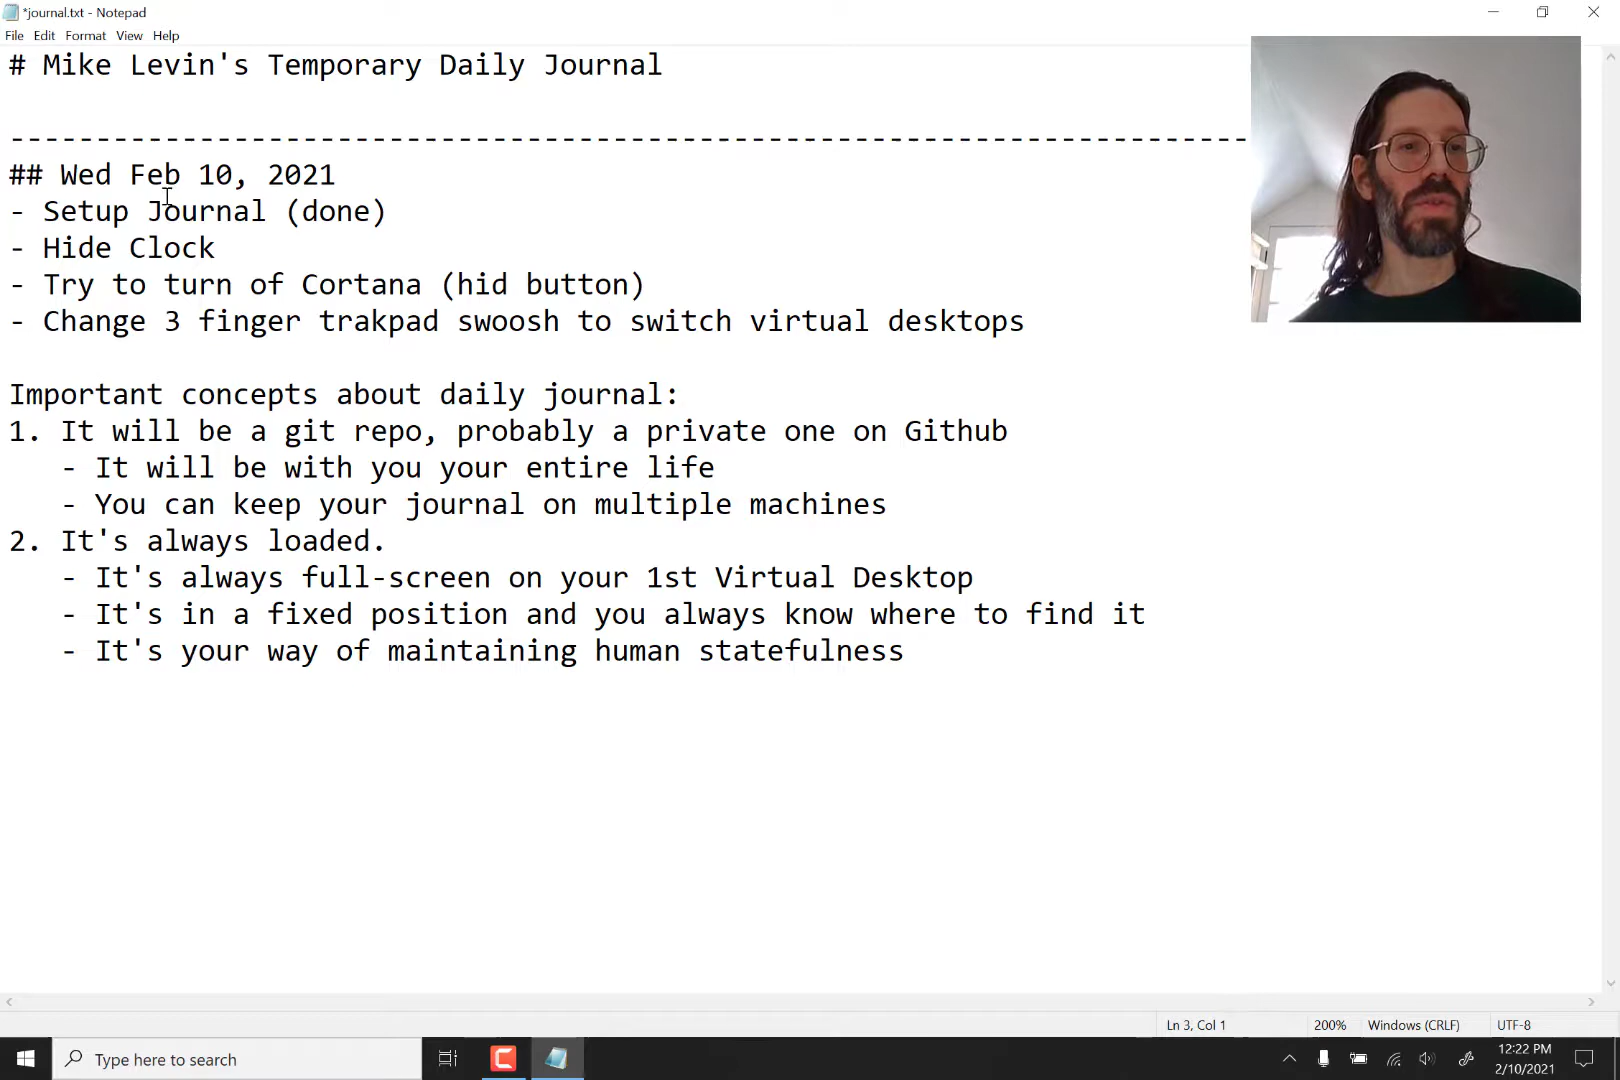 *journal.txt - Notepad
File Edit Format View Help
# Mike Levin's Temporary Daily Journal
--------------------------------------------------------------------------------
## Wed Feb 10, 2021
- Setup Journal (done)
- Hide Clock
- Try to turn of Cortana (hid button)
- Change 3 finger trakpad swoosh to switch virtual desktops
Important concepts about daily journal:
1. It will be a git repo, probably a private one on Github
- It will be with you your entire life
- You can keep your journal on multiple machines
2. It's always loaded.
- It's always full-screen on your 1st Virtual Desktop
- It's in a fixed position and you always know where to find it
- It's your way of maintaining human statefulness
Ln 3, Col 1 200% Windows (CRLF) UTF-8
Type here to search
12:22 PM
2/10/2021